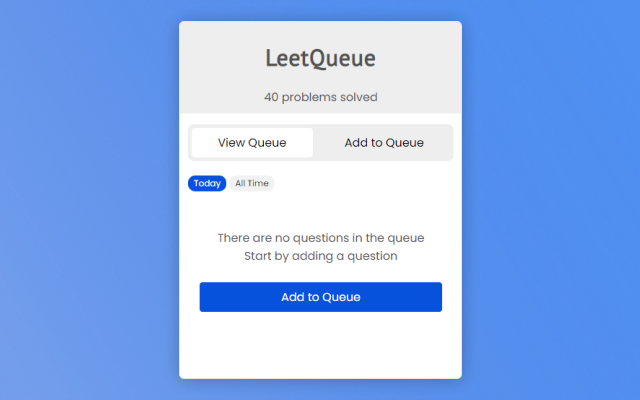 LeetQueue
40 problems solved
View Queue Add to Queue
Today All Time
There are no questions in the queue
Start by adding a question
Add to Queue